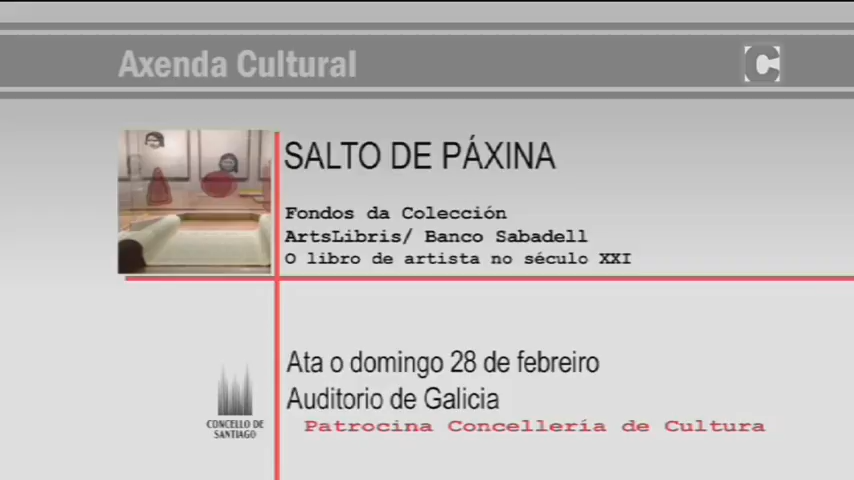 Axenda Cultural
C
SALTO DE PÁXINA
Fondos da Colección
ArtsLibris/ Banco Sabadell
O libro de artista no século XXI
Ata o domingo 28 de febreiro
Auditorio de Galicia
Patrocina Concellería de Cultura
CONCELLO DE
SANTIAGO